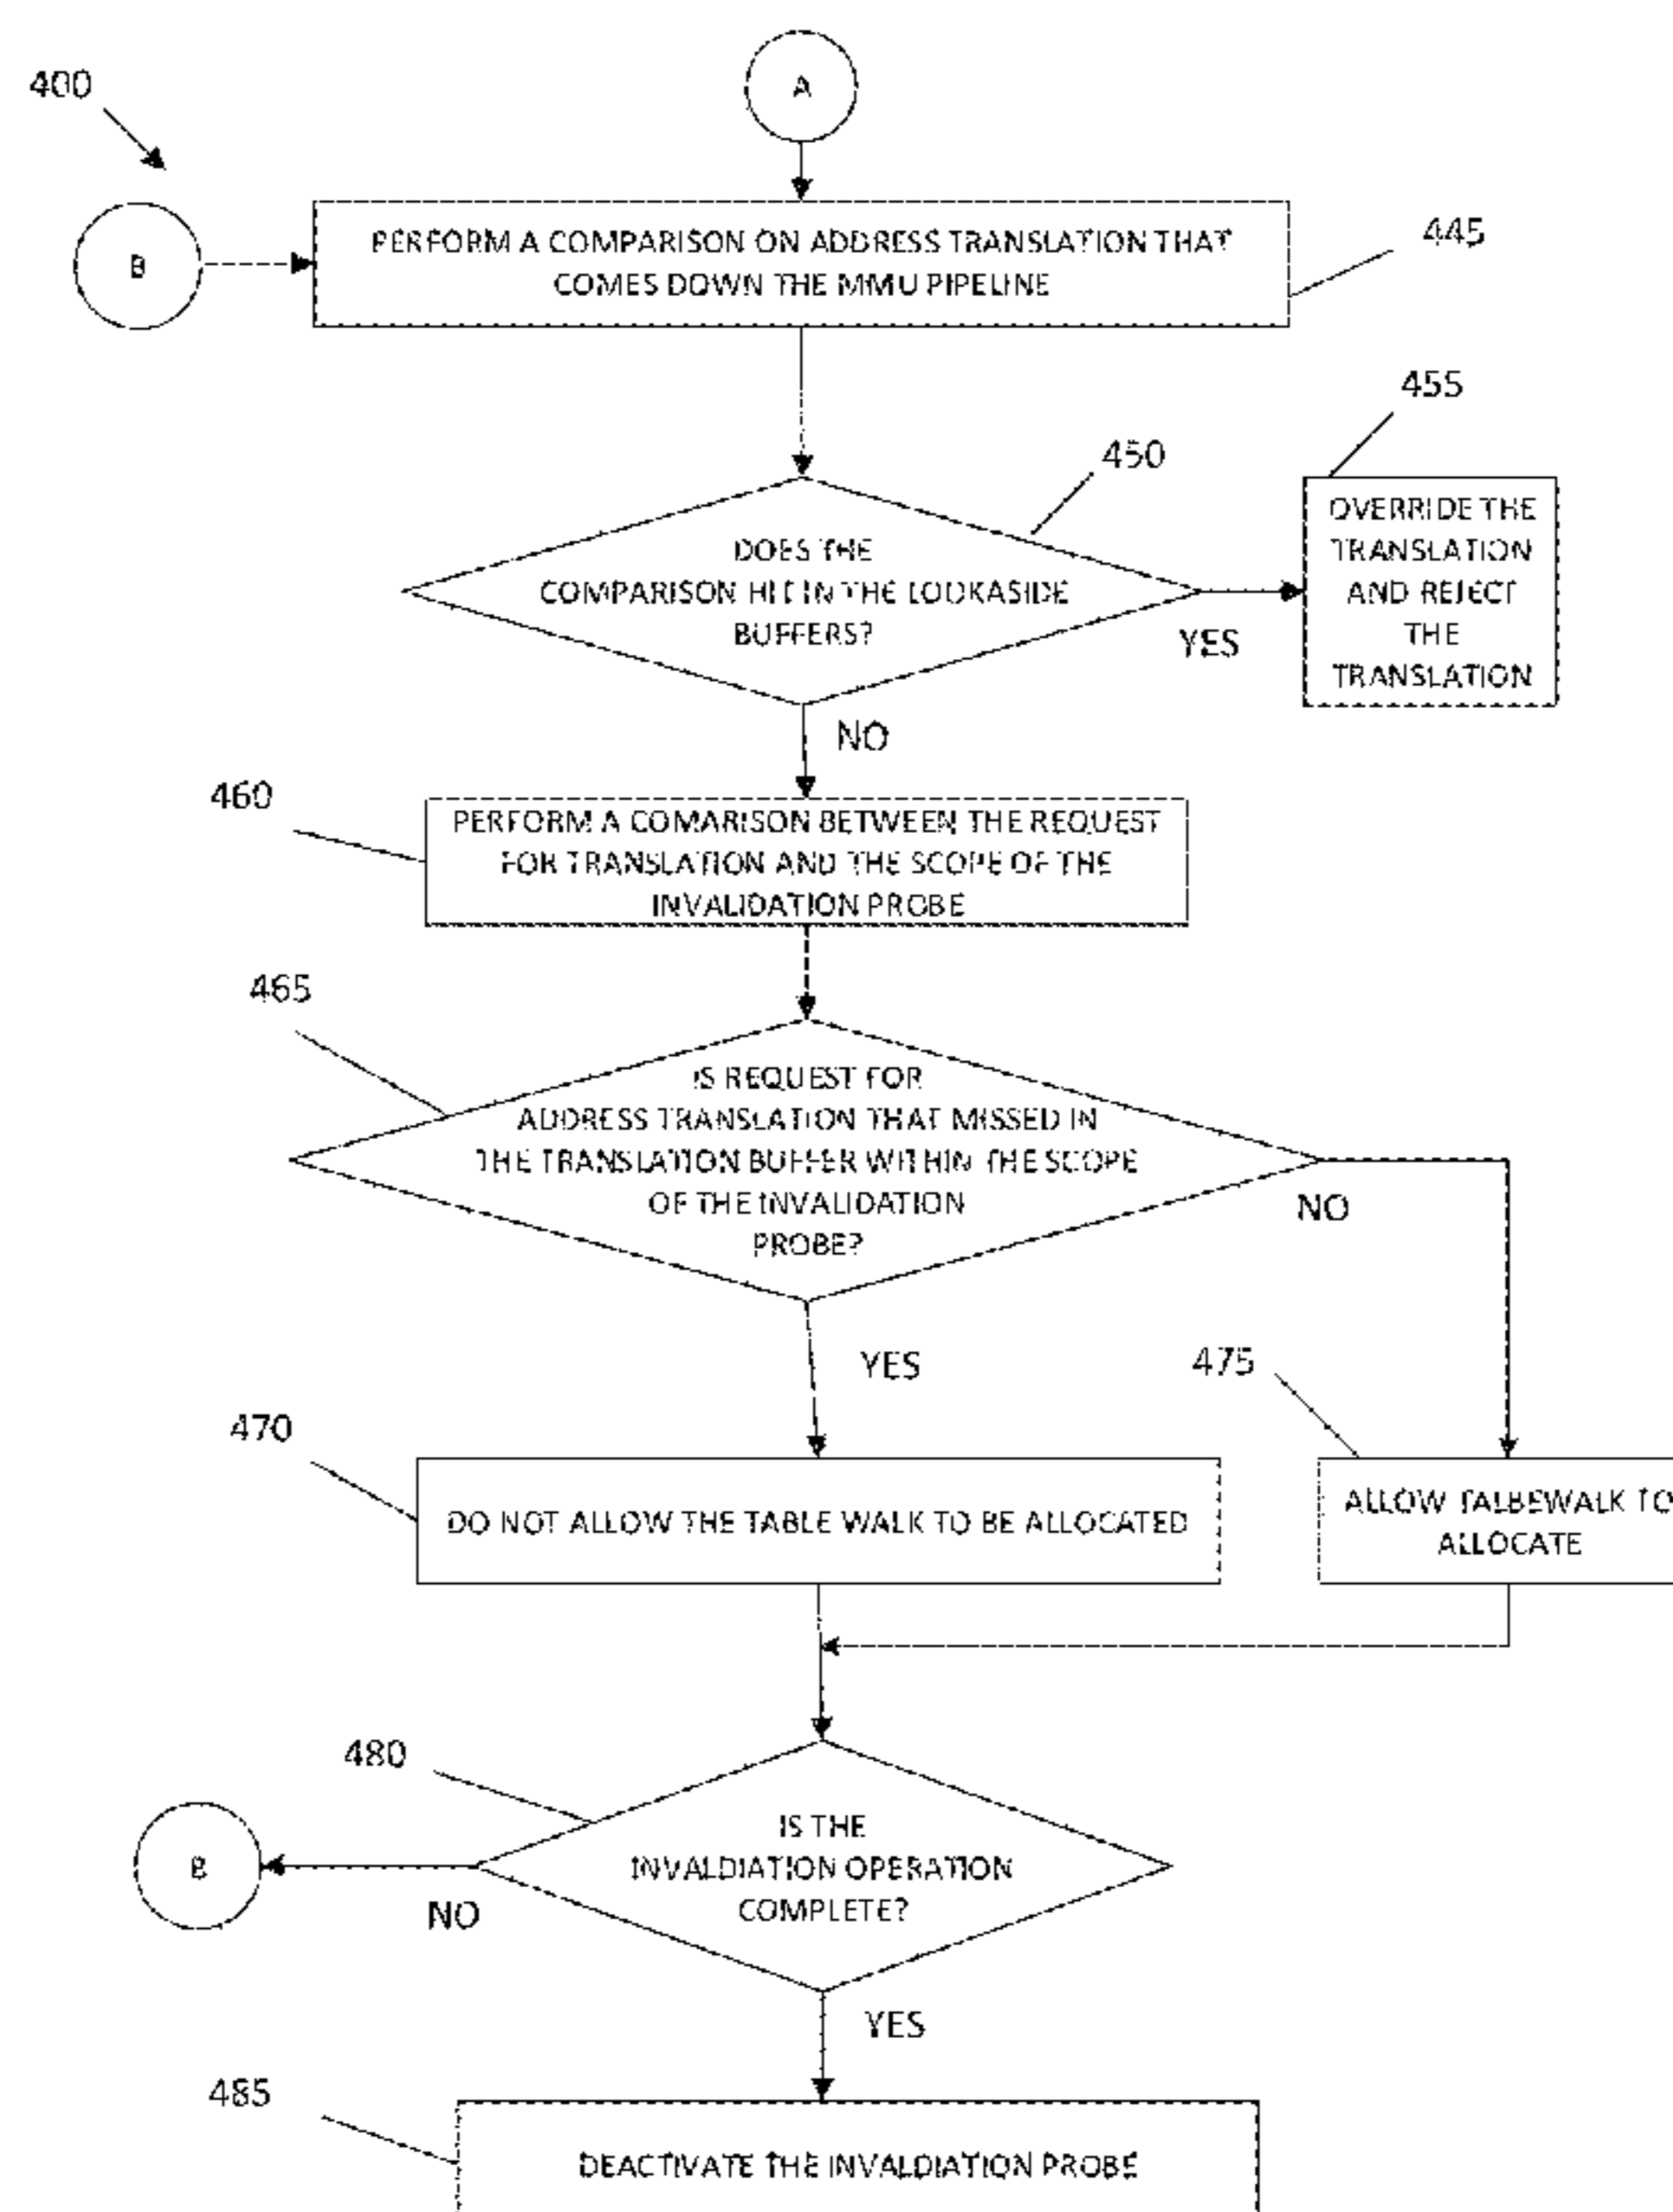 400
A
B
PERFORM A COMPARISON ON ADDRESS TRANSLATION THAT
COMES DOWN THE MMU PIPELINE
445
455
450
DOES THE
COMPARISON HIT IN THE LOOKASIDE
BUFFERS?
YES
OVERRIDE THE
TRANSLATION
AND REJECT
THE
TRANSLATION
NO
460
PERFORM A COMARISON BETWEEN THE REQUEST
FOR TRANSLATION AND THE SCOPE OF THE
INVALIDATION PROBE
465
IS REQUEST FOR
ADDRESS TRANSLATION THAT MISSED IN
THE TRANSLATION BUFFER WITHIN THE SCOPE
OF THE INVALIDATION
PROBE?
NO
YES
475
470
DO NOT ALLOW THE TABLE WALK TO BE ALLOCATED
ALLOW TALBEWALK TO
ALLOCATE
480
IS THE
INVALDIATION OPERATION
COMPLETE?
B
NO
YES
485
DEACTIVATE THE INVALDIATION PROBE